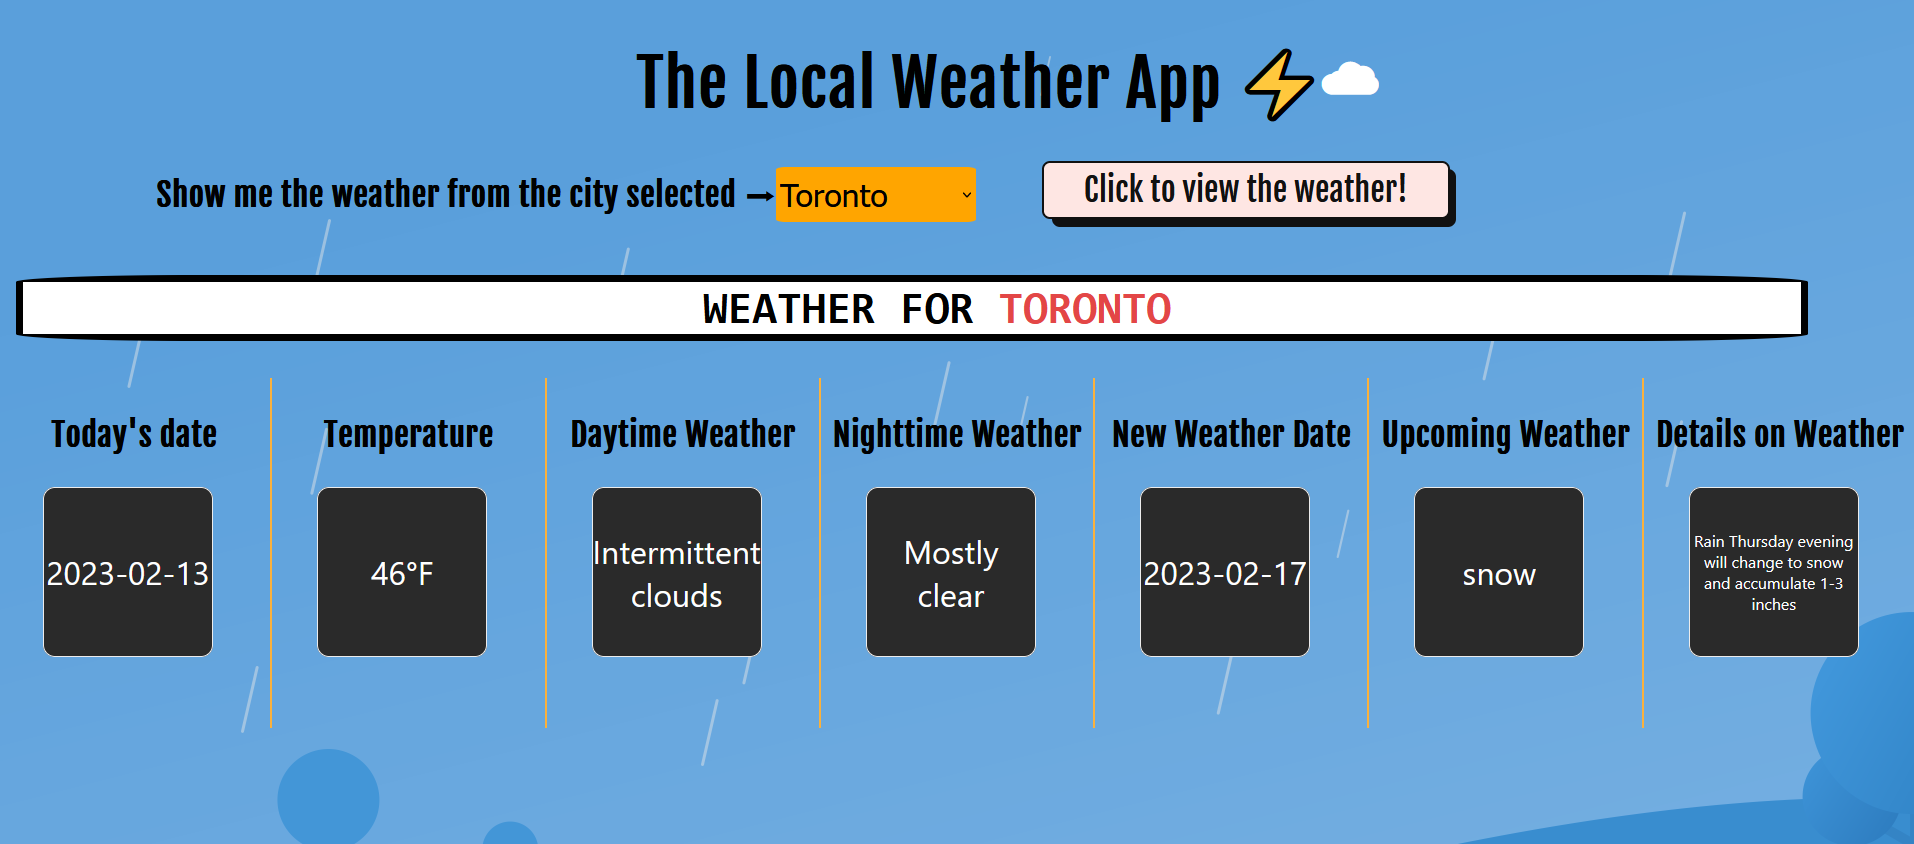 The Local Weather App ⚡☁
Show me the weather from the city selected → Toronto
Click to view the weather!
WEATHER FOR TORONTO
Today's date
2023-02-13
Temperature
46°F
Daytime Weather
Intermittent
clouds
Nighttime Weather
Mostly
clear
New Weather Date
2023-02-17
Upcoming Weather
snow
Details on Weather
Rain Thursday evening
will change to snow
and accumulate 1-3
inches